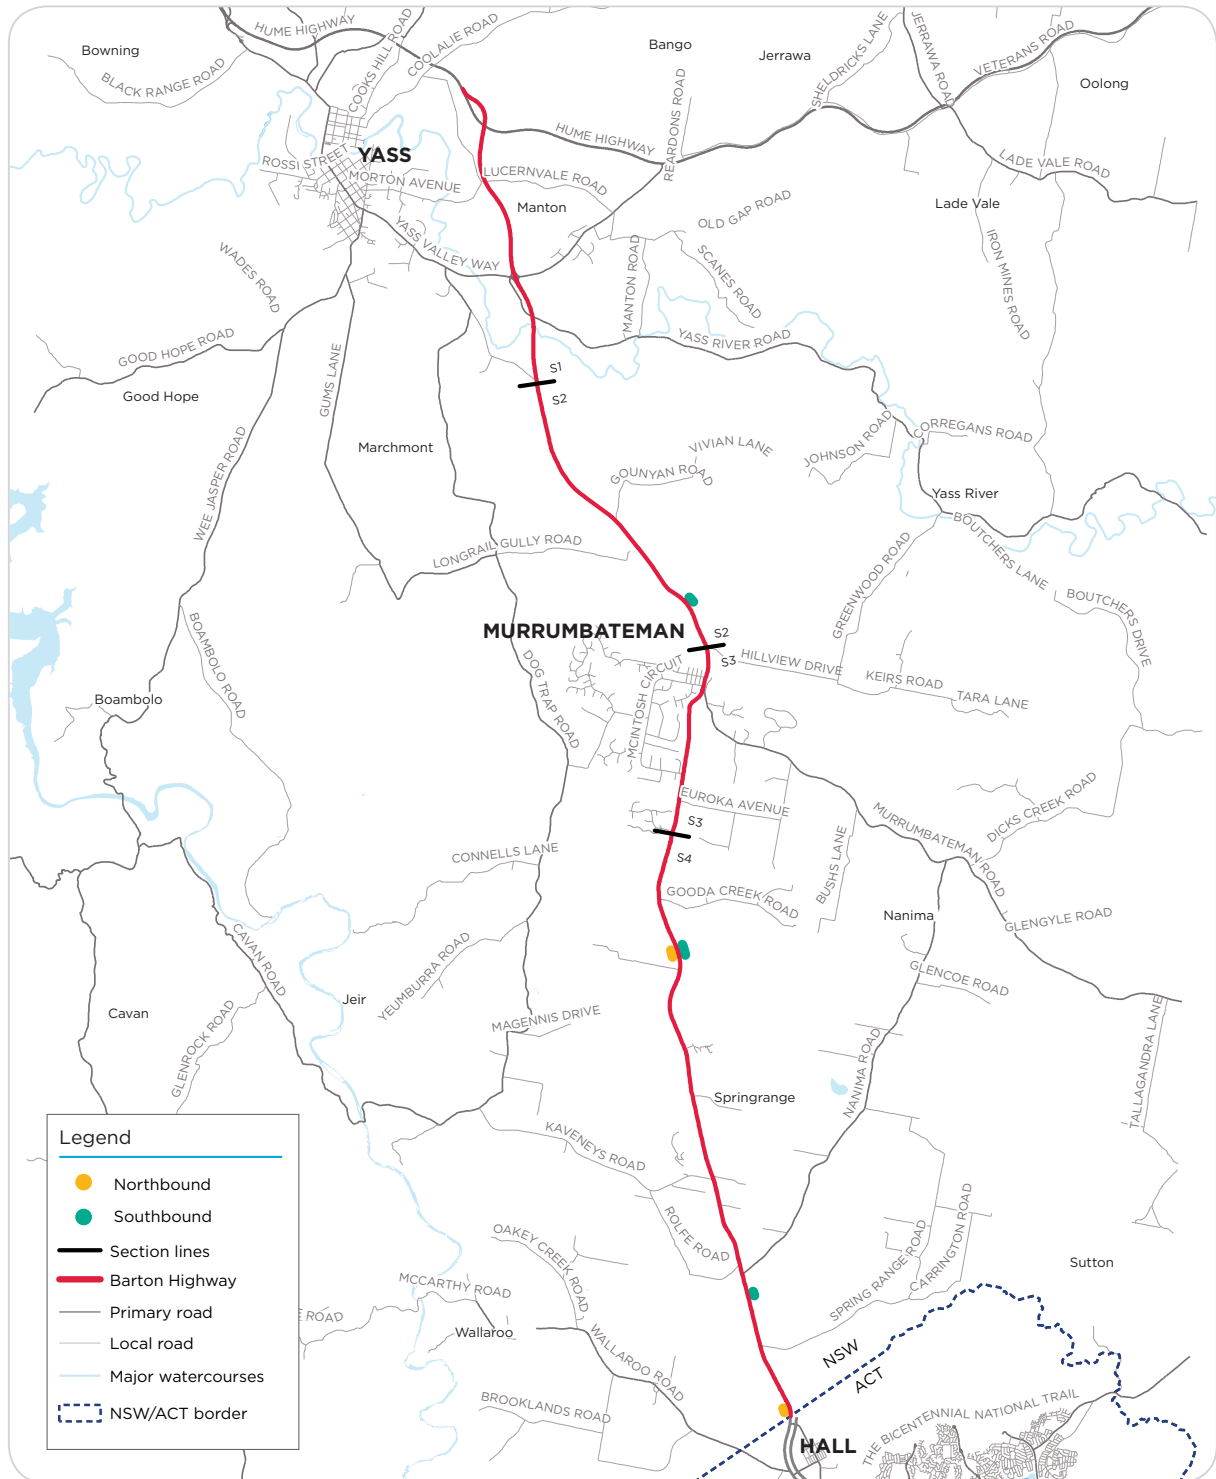 HUME HIGHWAY
COOKS HILL ROAD
COOLALIE ROAD
Bowning
BLACK RANGE ROAD
Bango
Jerrawa
SHELDRICKS LANE
JERRAWA ROAD
VETERANS ROAD
Oolong
REARDONS ROAD
HUME HIGHWAY
YASS
ROSSI STREET
MORTON AVENUE
LUCERNVALE ROAD
LADE VALE ROAD
Manton
OLD GAP ROAD
Lade Vale
YASS VALLEY WAY
WADES ROAD
MANTON ROAD
SCANES ROAD
IRON MINES ROAD
GOOD HOPE ROAD
YASS RIVER ROAD
GUMS LANE
S1
S2
Good Hope
Marchmont
WEE JASPER ROAD
VIVIAN LANE
GOUNYAN ROAD
JOHNSON ROAD
CORREGANS ROAD
Yass River
BOUTCHERS LANE
LONGRAIL GULLY ROAD
GREENWOOD ROAD
BOUTCHERS DRIVE
MURRUMBATEMAN
S2
S3
BOAMBOLO ROAD
DOG TRAP ROAD
MCINTOSH CIRCUIT
HILLVIEW DRIVE
KEIRS ROAD
TARA LANE
Boambolo
EUROKA AVENUE
S3
S4
MURRUMBATEMAN ROAD
DICKS CREEK ROAD
BUSHS LANE
CONNELLS LANE
GOODA CREEK ROAD
Nanima
GLENGYLE ROAD
CAVAN ROAD
YEUMBURRA ROAD
GLENCOE ROAD
Jeir
Cavan
GLENROCK ROAD
MAGENNIS DRIVE
NANIMA ROAD
TALLAGANDRA LANE
Springrange
KAVENEYS ROAD
ROLFE ROAD
OAKEY CREEK ROAD
SPRING RANGE ROAD
CARRINGTON ROAD
Sutton
MCCARTHY ROAD
E ROAD
Wallaroo
WALLAROO ROAD
NSW
ACT
BROOKLANDS ROAD
THE BICENTENNIAL NATIONAL TRAIL
HALL
Legend
Northbound
Southbound
Section lines
Barton Highway
Primary road
Local road
Major watercourses
NSW/ACT border